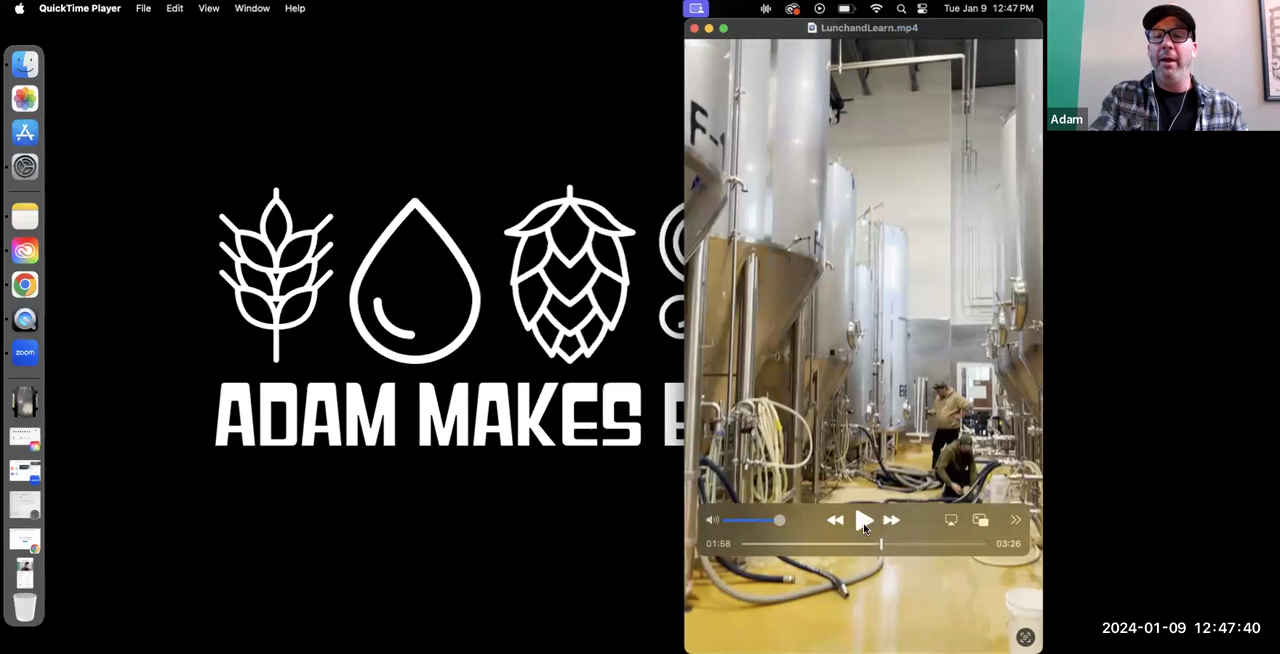 QuickTime Player File Edit View Window Help
Tue Jan 9 12:47 PM
LunchandLearn.mp4
Adam
F-
zoom
ADAM MAKES
01:58
03:26
2024-01-09 12:47:40